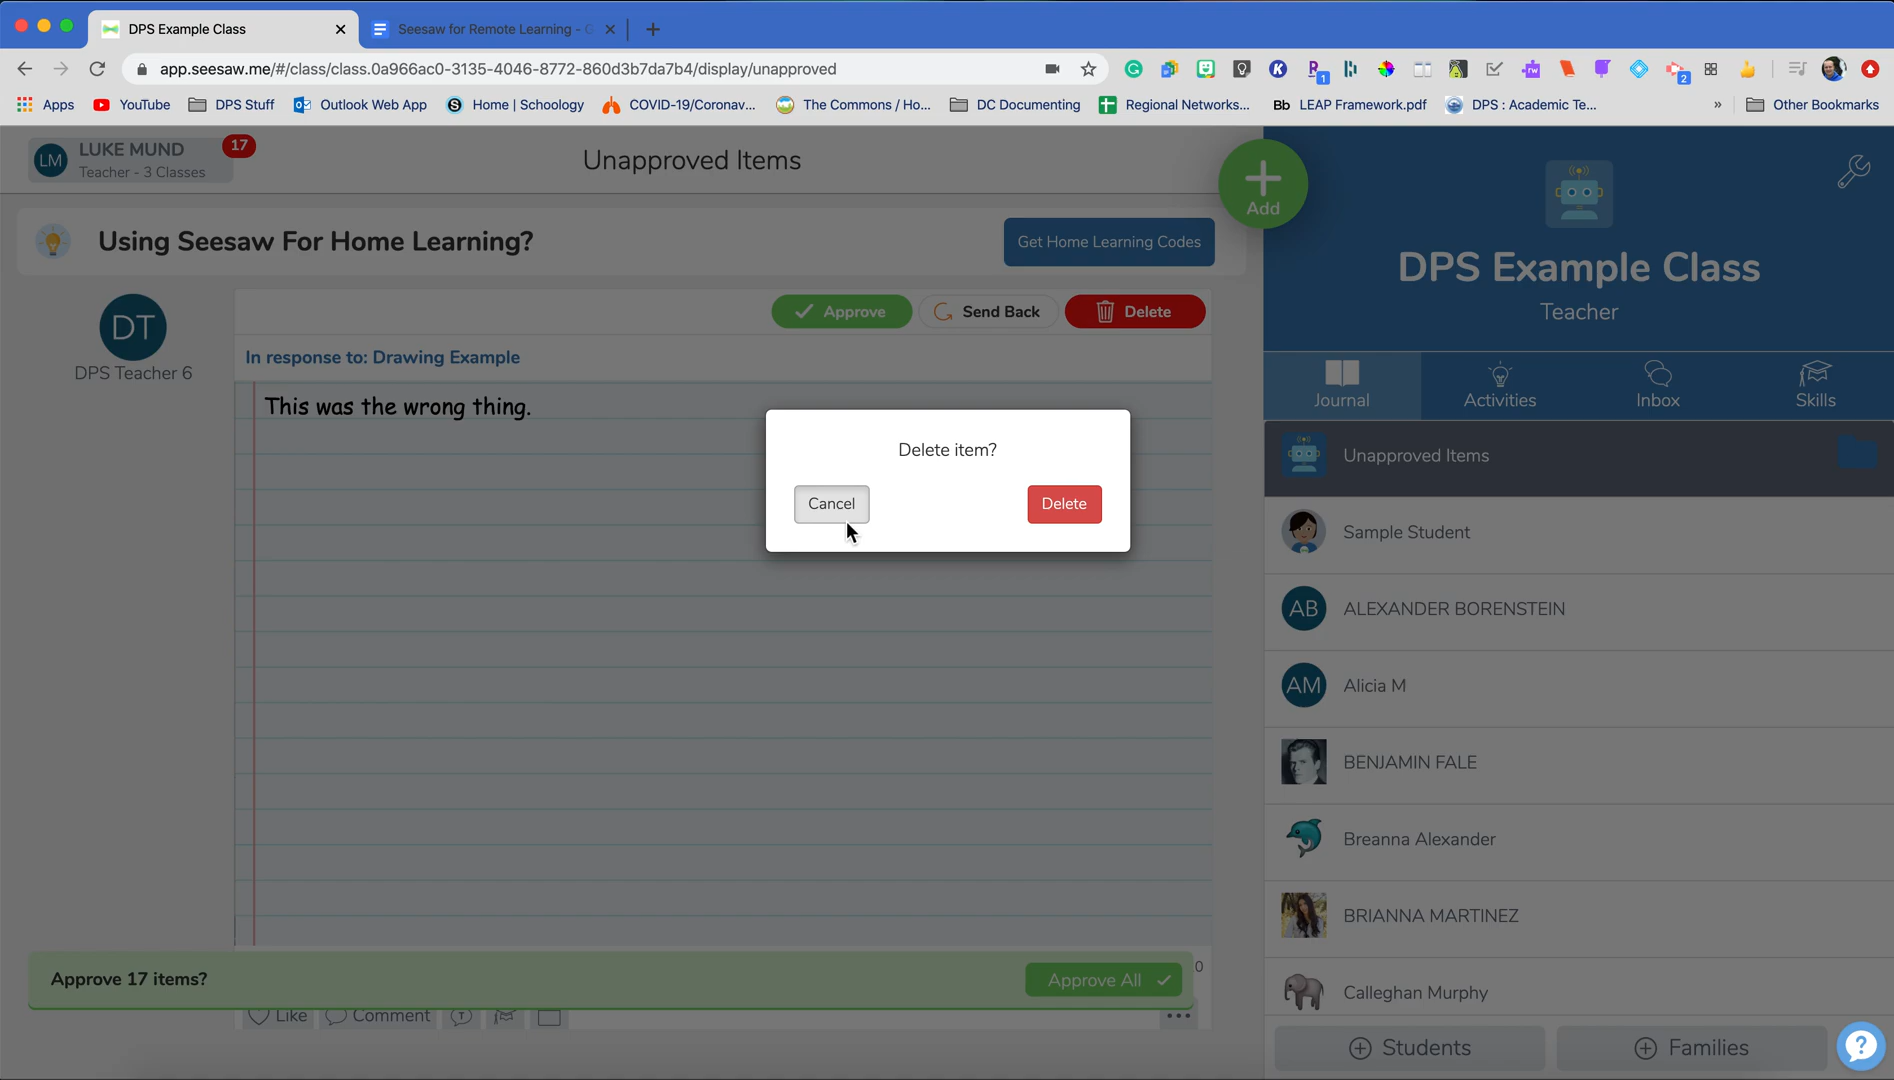 DPS Example Class
Seesaw for Remote Learning - G
app.seesaw.me/#/class/class.0a966ac0-3135-4046-8772-860d3b7da7b4/display/unapproved
1
2
Apps
YouTube
DPS Stuff
Outlook Web App
Home | Schoology
COVID-19/Coronav...
The Commons / Ho...
DC Documenting
Regional Networks...
Bb LEAP Framework.pdf
DPS : Academic Te...
»
Other Bookmarks
LM
LUKE MUND
Teacher - 3 Classes
17
Unapproved Items
Add
Using Seesaw For Home Learning?
Get Home Learning Codes
DT
DPS Teacher 6
Approve
Send Back
Delete
In response to: Drawing Example
This was the wrong thing.
Delete item?
Cancel
Delete
Approve 17 items?
Approve All
Like
Comment
DPS Example Class
Teacher
Journal
Activities
Inbox
Skills
Unapproved Items
Sample Student
AB ALEXANDER BORENSTEIN
AM Alicia M
BENJAMIN FALE
Breanna Alexander
BRIANNA MARTINEZ
Calleghan Murphy
Students
Families
?